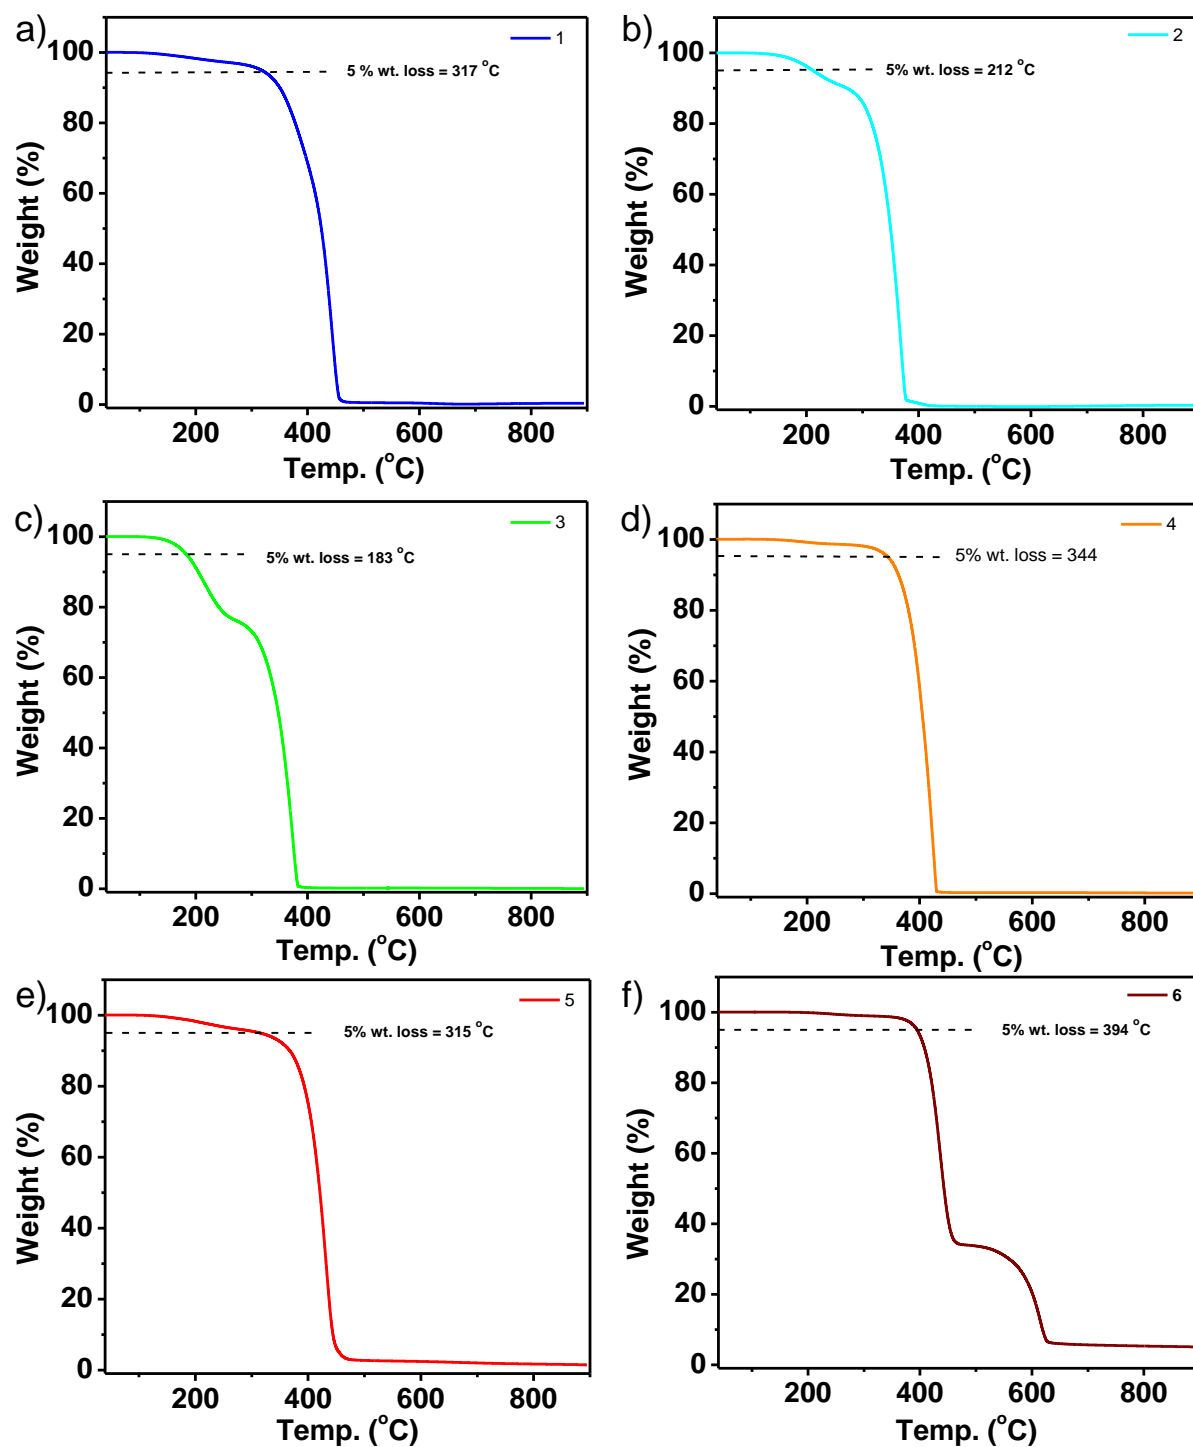 a)
1
5 % wt. loss = 317 °C
100
80
60
40
20
0
Weight (%)
200 400 600 800
Temp. (°C)
b)
2
5% wt. loss = 212 °C
100
80
60
40
20
0
Weight (%)
200 400 600 800
Temp. (°C)
c)
3
5% wt. loss = 183 °C
100
80
60
40
20
0
Weight (%)
200 400 600 800
Temp. (°C)
d)
4
5% wt. loss = 344
100
80
60
40
20
0
Weight (%)
200 400 600 800
Temp. (°C)
e)
5
5% wt. loss = 315 °C
100
80
60
40
20
0
Weight (%)
200 400 600 800
Temp. (°C)
f)
6
5% wt. loss = 394 °C
100
80
60
40
20
0
Weight (%)
200 400 600 800
Temp. (°C)